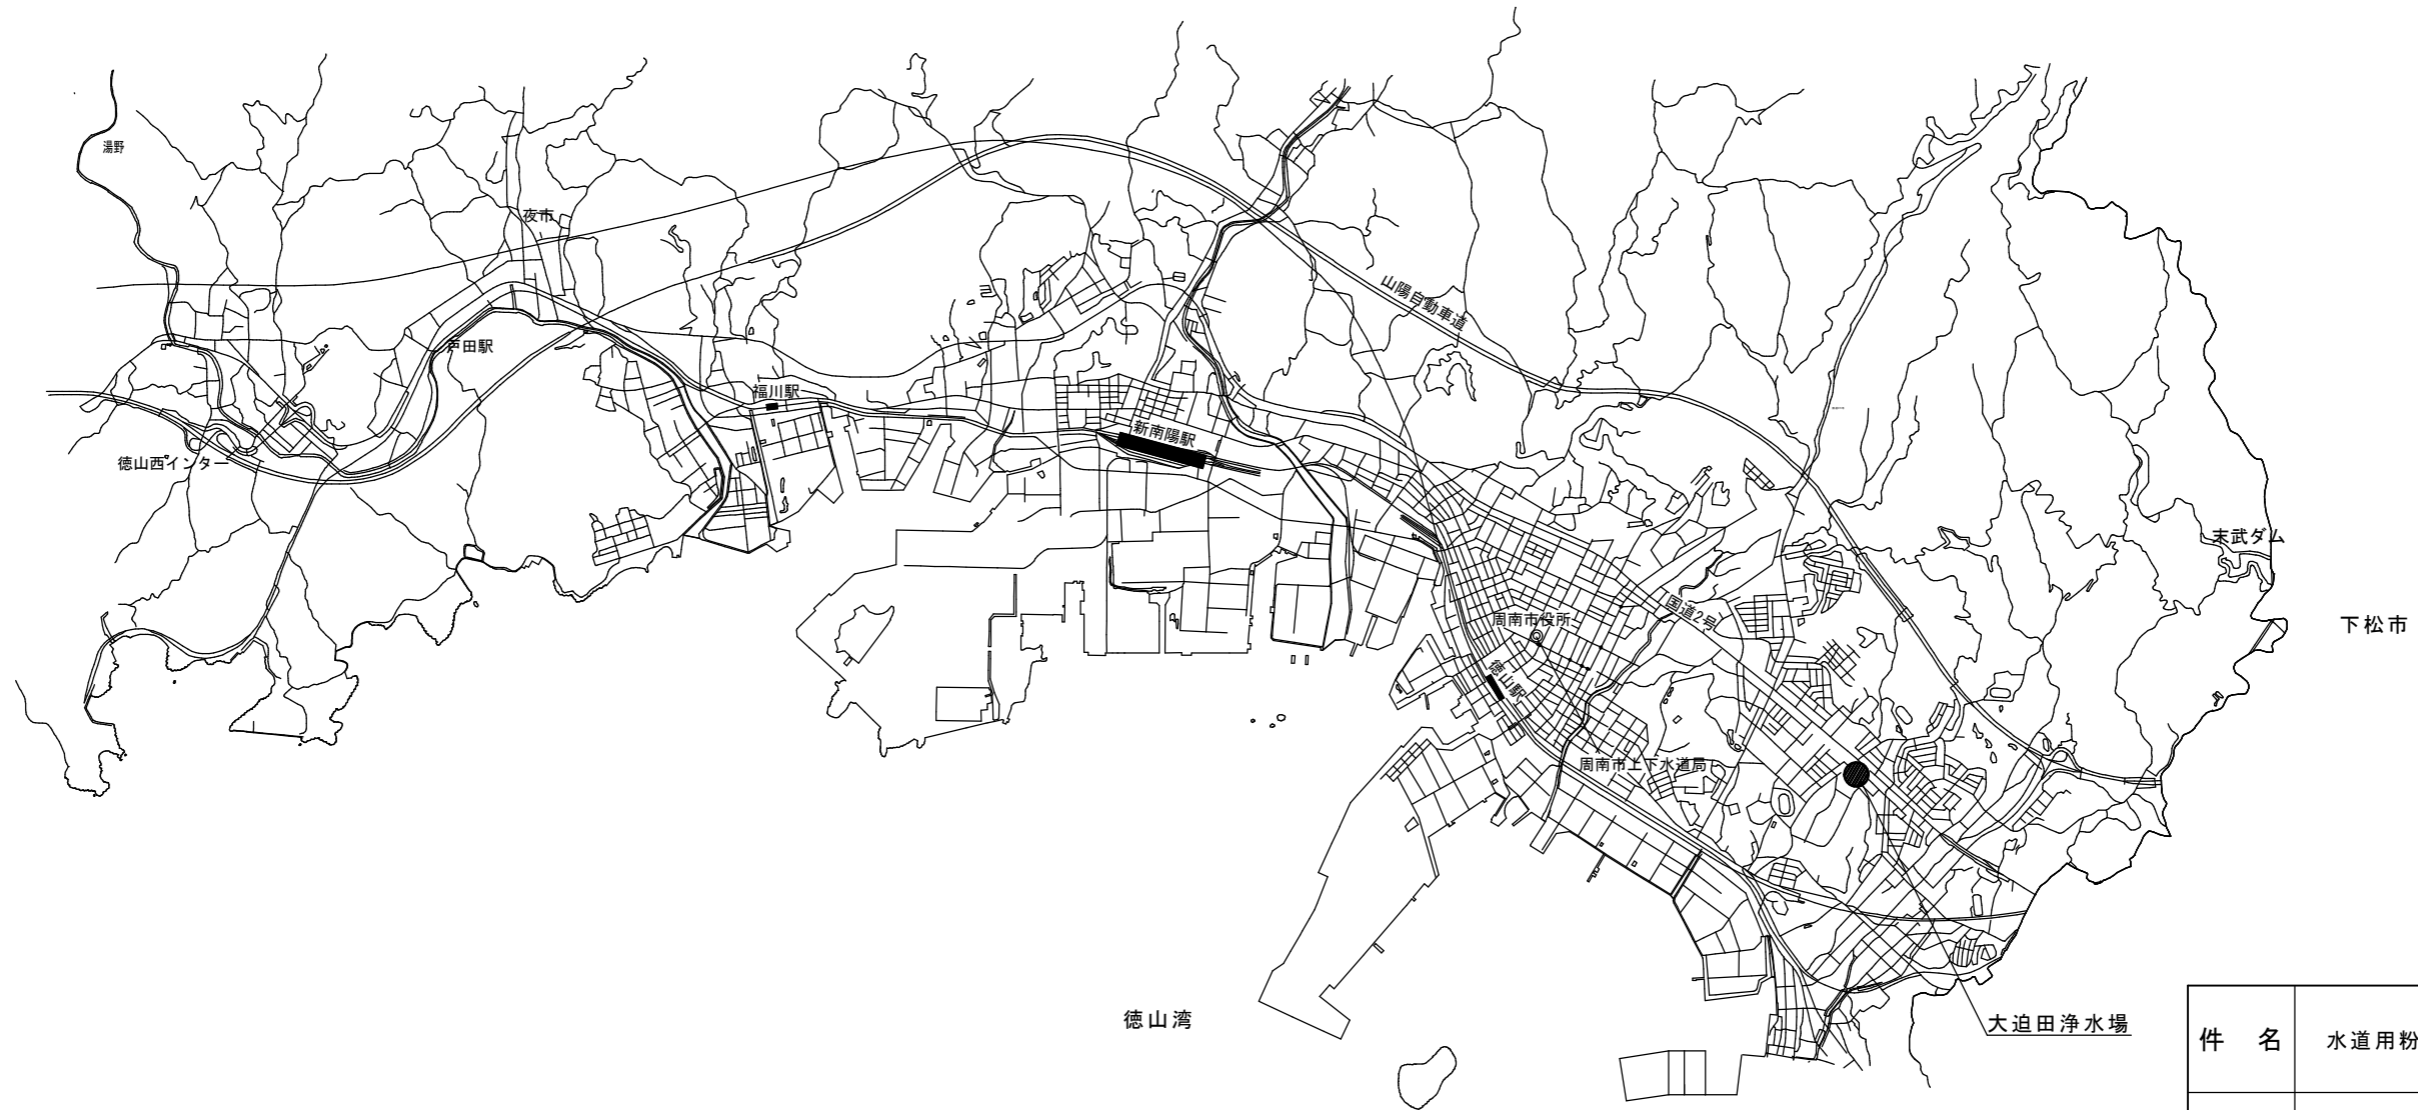 湯野
夜市
山陽自動車道
戸田駅
福川駅
新南陽駅
徳山西インター
末武ダム
国道2号
周南市役所
下松市
徳山駅
周南市上下水道局
徳山湾
大迫田浄水場
件 名
水道用粉